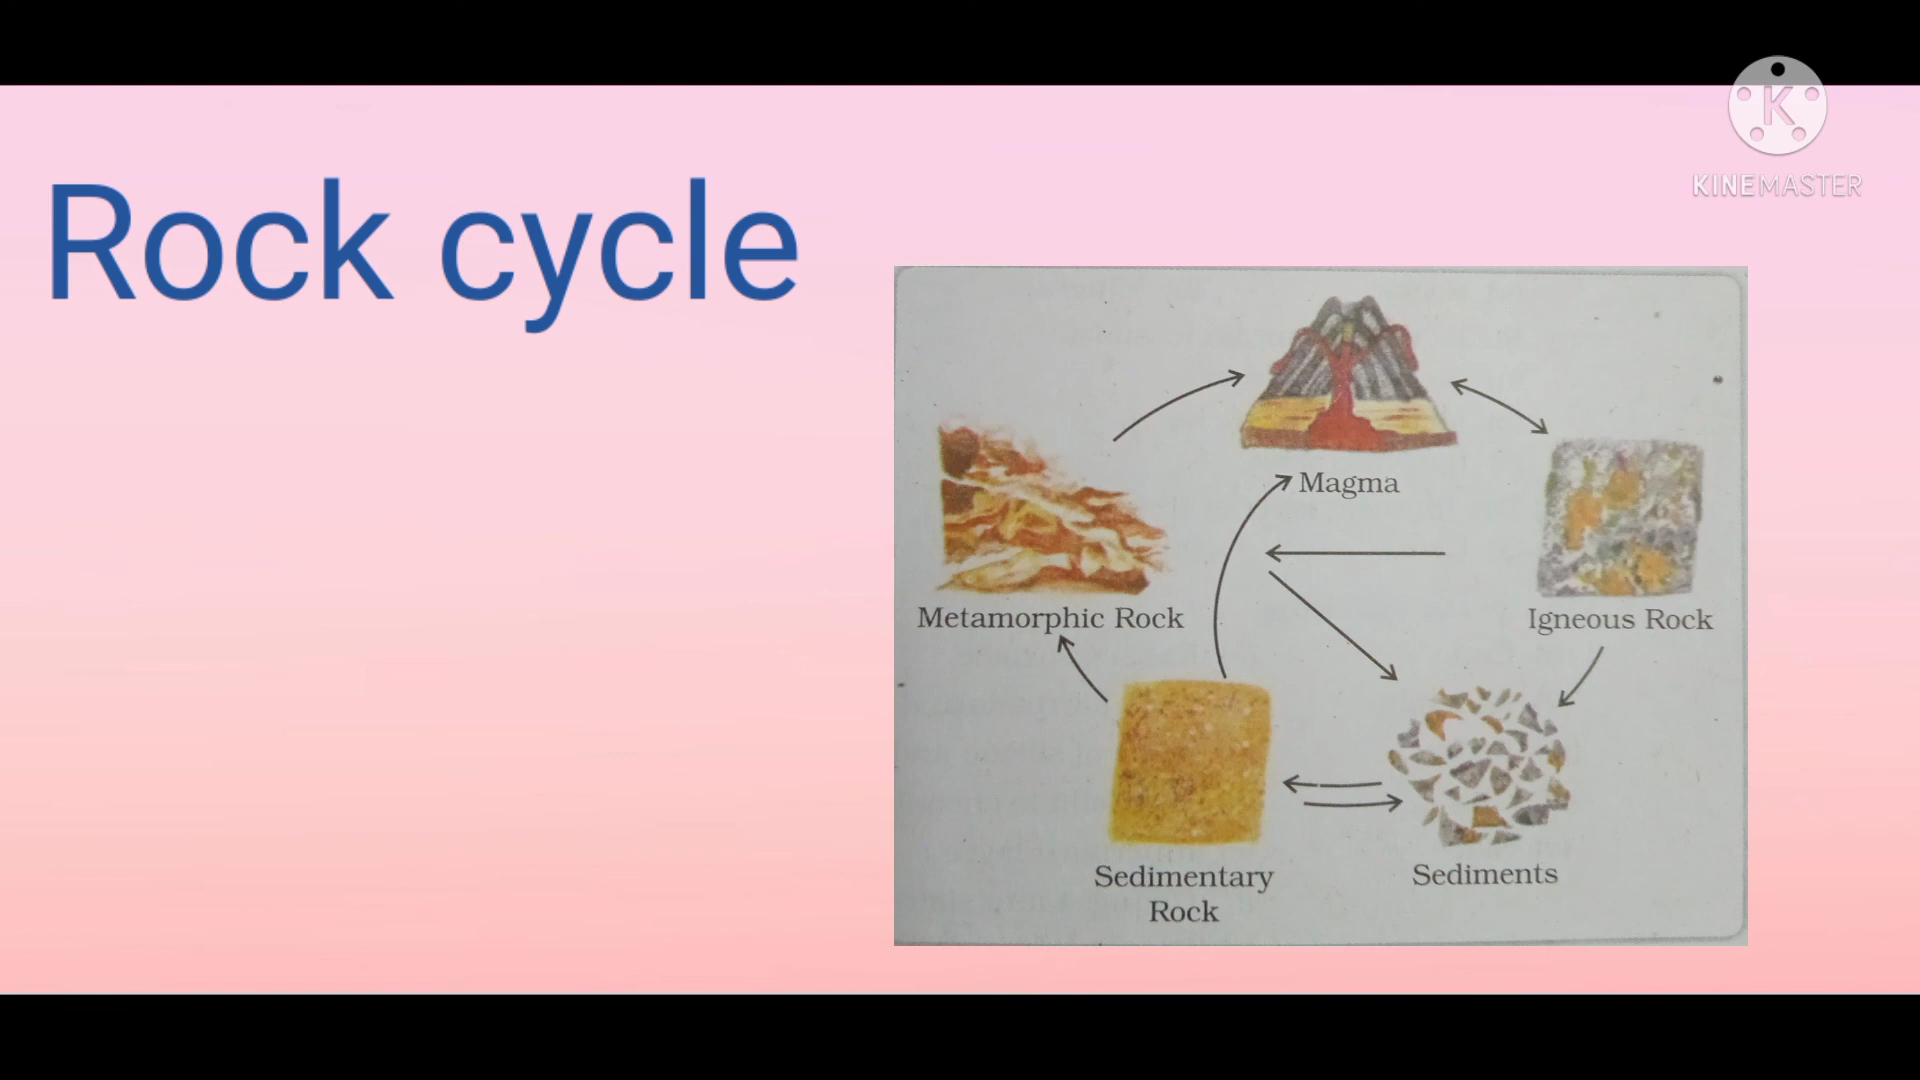 Rock cycle
K
KINEMASTER
Magma
Metamorphic Rock
Igneous Rock
Sedimentary
Rock
Sediments